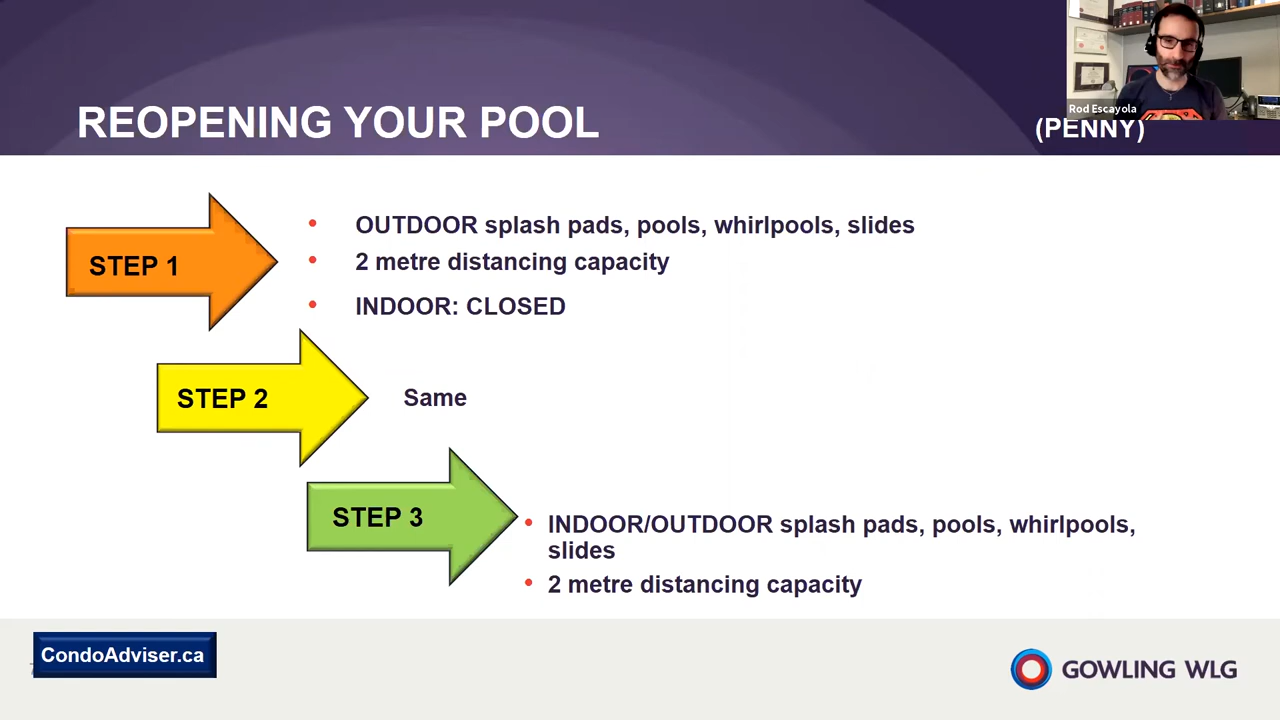 Rod Escayola
REOPENING YOUR POOL
(PENNY)
STEP 1
• OUTDOOR splash pads, pools, whirlpools, slides
• 2 metre distancing capacity
• INDOOR: CLOSED
STEP 2
Same
STEP 3
• INDOOR/OUTDOOR splash pads, pools, whirlpools,
slides
• 2 metre distancing capacity
CondoAdviser.ca
GOWLING WLG